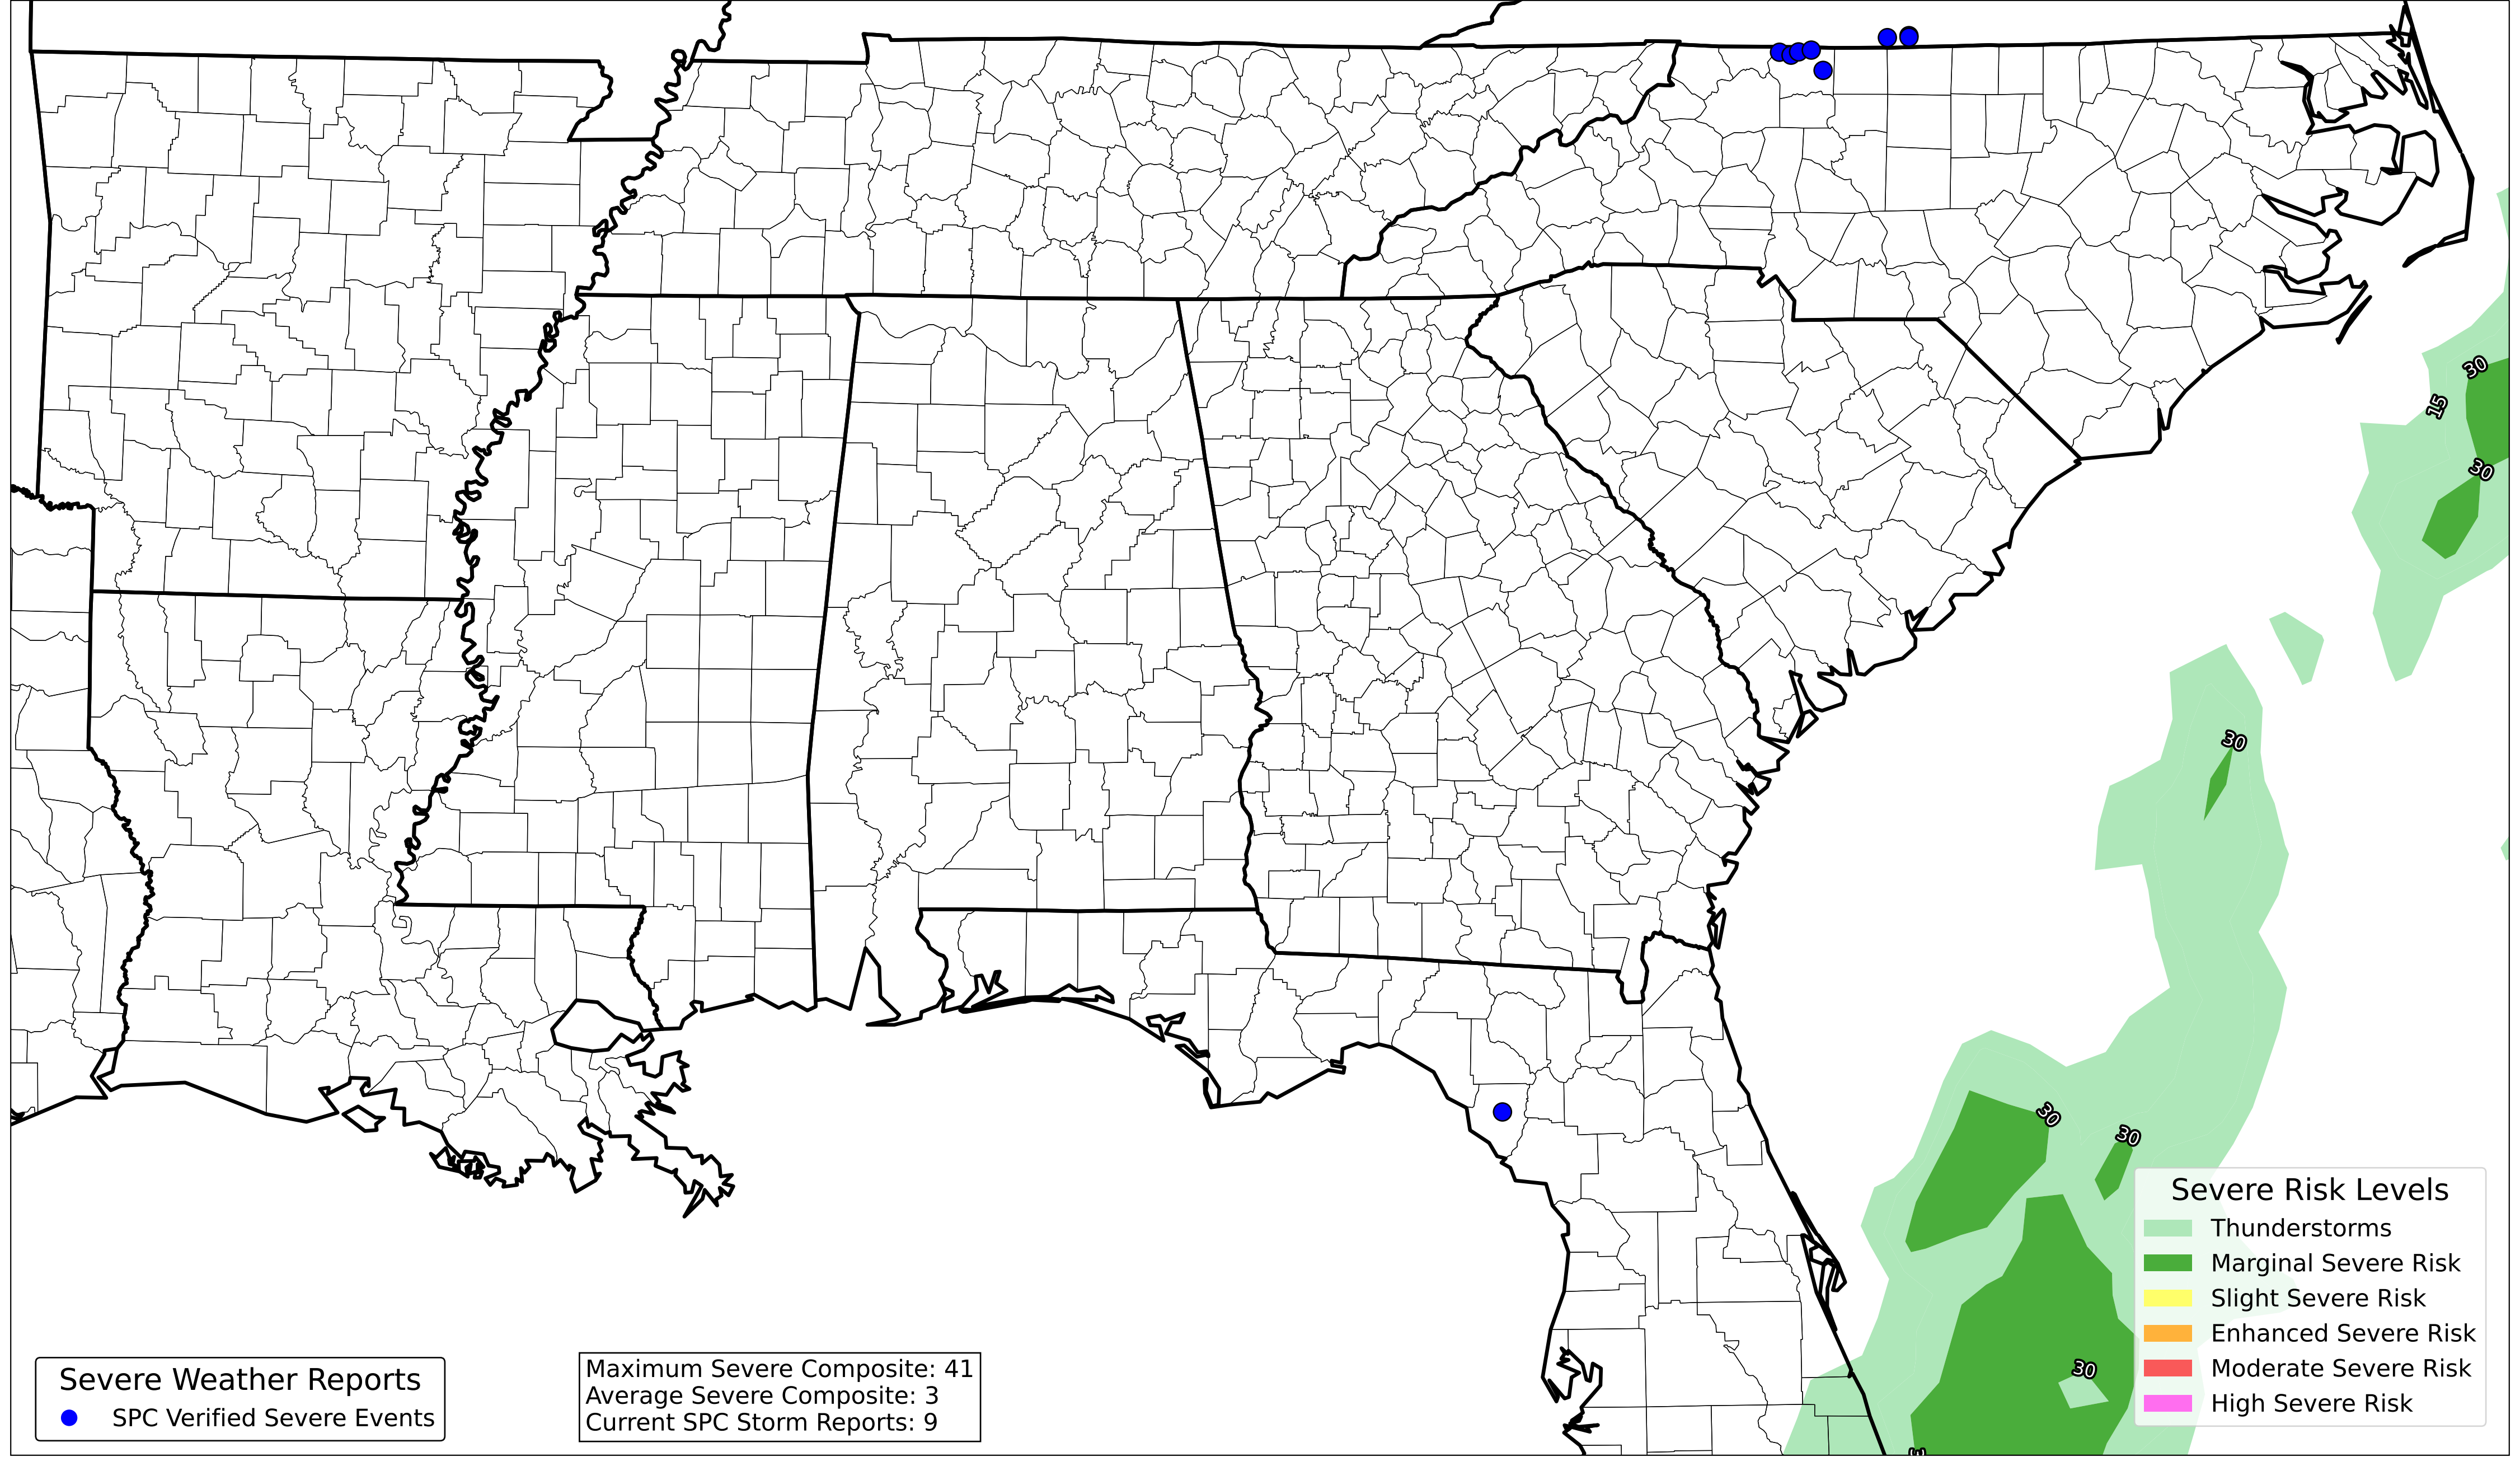 30
15
30
30
30
30
30
Severe Risk Levels
Thunderstorms
Marginal Severe Risk
Slight Severe Risk
Enhanced Severe Risk
Moderate Severe Risk
High Severe Risk
Severe Weather Reports
SPC Verified Severe Events
Maximum Severe Composite: 41
Average Severe Composite: 3
Current SPC Storm Reports: 9